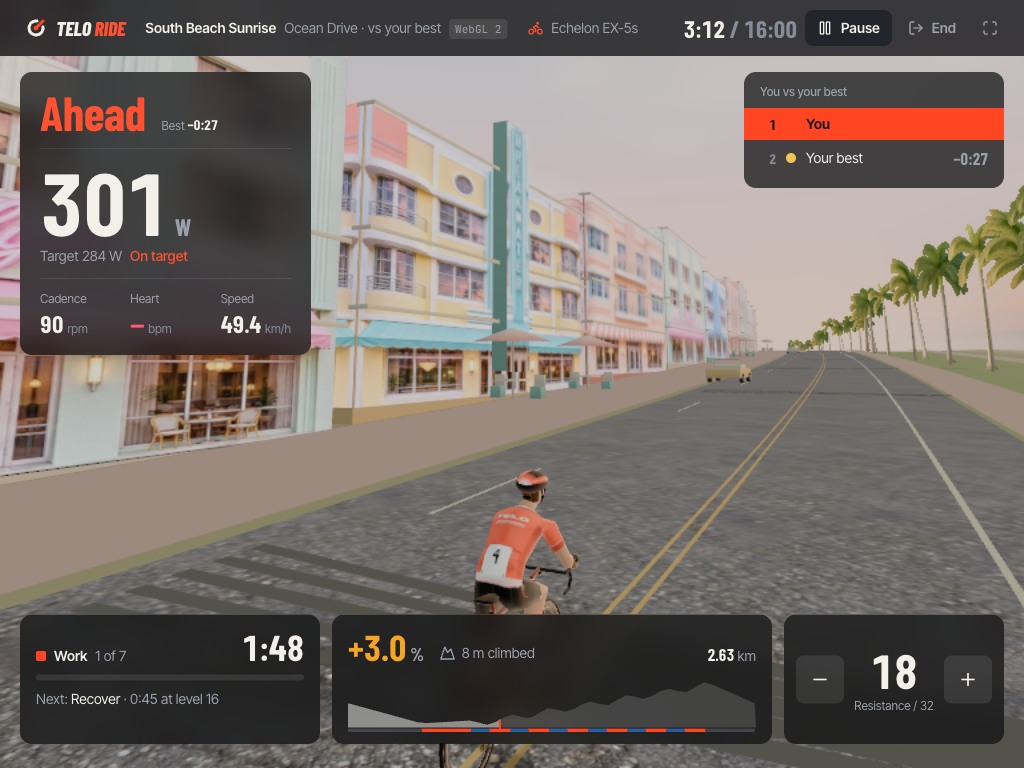 TELO RIDE South Beach Sunrise Ocean Drive · vs your best WebGL 2 Echelon EX-5s 3:12 / 16:00 Pause End
Ahead Best −0:27
301 W
Target 284 W On target
Cadence Heart Speed
90 rpm – bpm 49.4 km/h
You vs your best
1 You
2 Your best −0:27
TELO
4
Work 1 of 7 1:48
Next: Recover · 0:45 at level 16
+3.0 % 8 m climbed 2.63 km
− 18 +
Resistance / 32